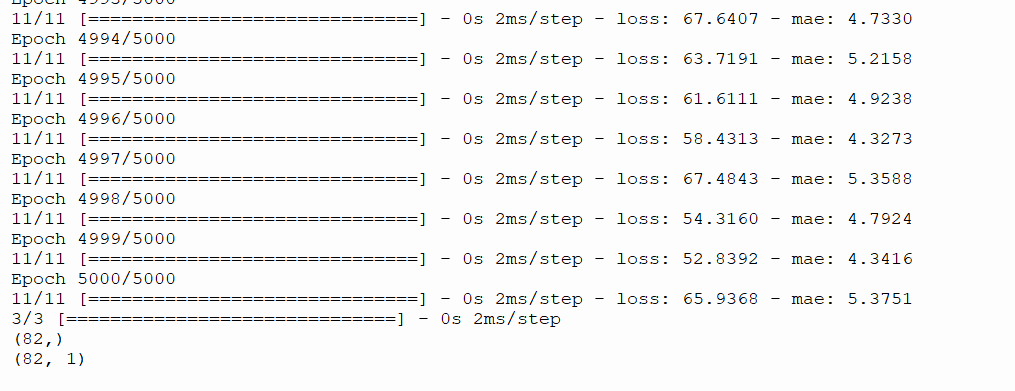 Epoch 4993/5000
11/11 [==============================] - 0s 2ms/step - loss: 67.6407 - mae: 4.7330
Epoch 4994/5000
11/11 [==============================] - 0s 2ms/step - loss: 63.7191 - mae: 5.2158
Epoch 4995/5000
11/11 [==============================] - 0s 2ms/step - loss: 61.6111 - mae: 4.9238
Epoch 4996/5000
11/11 [==============================] - 0s 2ms/step - loss: 58.4313 - mae: 4.3273
Epoch 4997/5000
11/11 [==============================] - 0s 2ms/step - loss: 67.4843 - mae: 5.3588
Epoch 4998/5000
11/11 [==============================] - 0s 2ms/step - loss: 54.3160 - mae: 4.7924
Epoch 4999/5000
11/11 [==============================] - 0s 2ms/step - loss: 52.8392 - mae: 4.3416
Epoch 5000/5000
11/11 [==============================] - 0s 2ms/step - loss: 65.9368 - mae: 5.3751
3/3 [==============================] - 0s 2ms/step
(82,)
(82, 1)